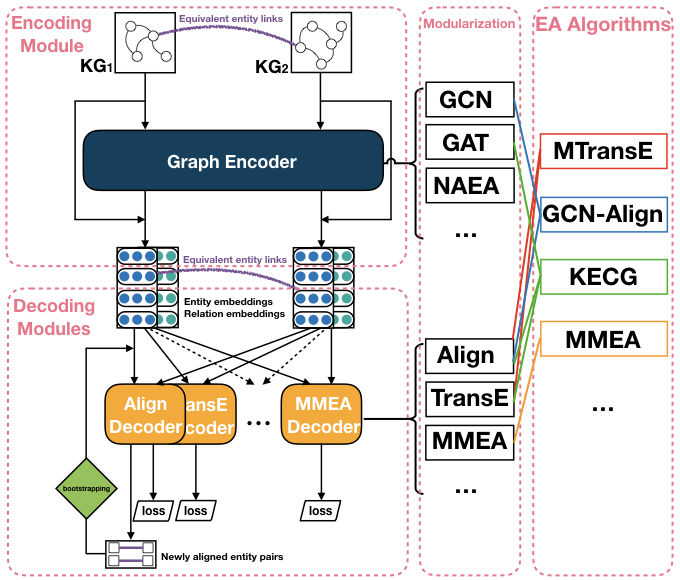 Encoding
Module
Equivalent entity links
KG1
KG2
Graph Encoder
Equivalent entity links
Decoding
Modules
Entity embeddings
Relation embeddings
Align
Decoder
ansE
coder
...
MMEA
Decoder
bootstrapping
loss
loss
loss
Newly aligned entity pairs
Modularization
GCN
GAT
NAEA
...
Align
TransE
MMEA
...
EA Algorithms
MTransE
GCN-Align
KECG
MMEA
...